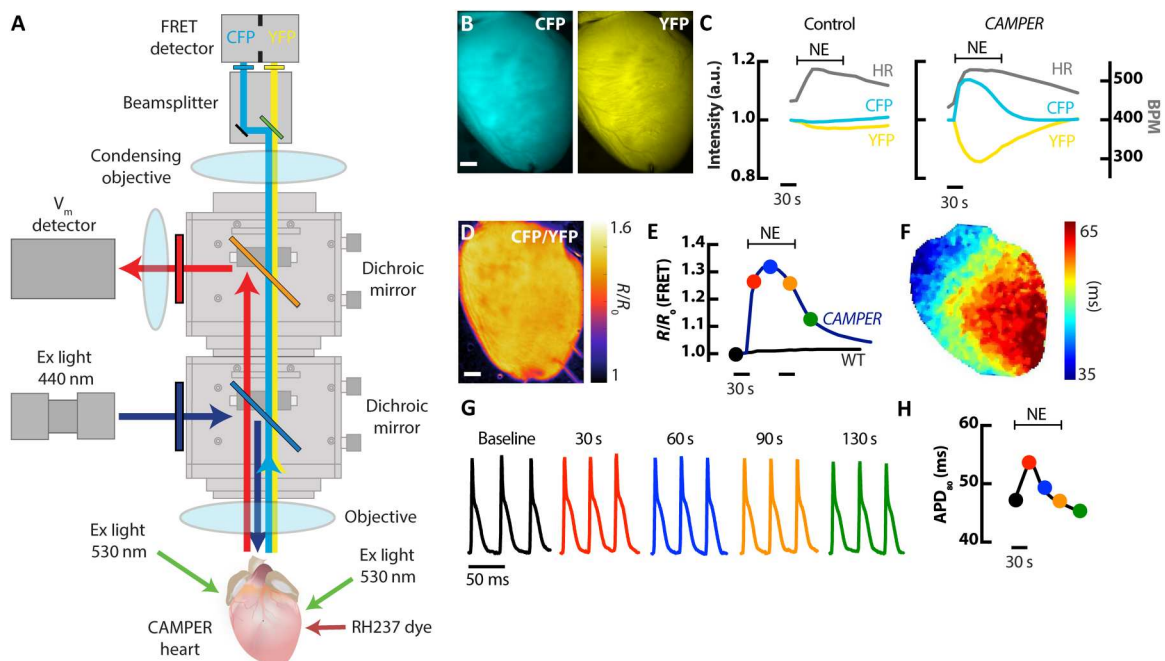 A
FRET
detector
CFP
YFP
Beamsplitter
Condensing
objective
Vm
detector
Dichroic
mirror
Ex light
440 nm
Dichroic
mirror
Objective
Ex light
530 nm
Ex light
530 nm
CAMPER
heart
RH237 dye
B
CFP
YFP
C
Control
CAMPER
NE
NE
HR
HR
CFP
CFP
YFP
YFP
Intensity (a.u.)
1.2
1.0
0.8
500
400
300
BPM
30 s
30 s
D
CFP/YFP
1.6
R/R0
1
E
NE
R/R0 (FRET)
1.4
1.3
1.2
1.1
1.0
CAMPER
WT
30 s
F
65
(ms)
35
G
Baseline
30 s
60 s
90 s
130 s
50 ms
H
NE
APD80 (ms)
60
50
40
30 s